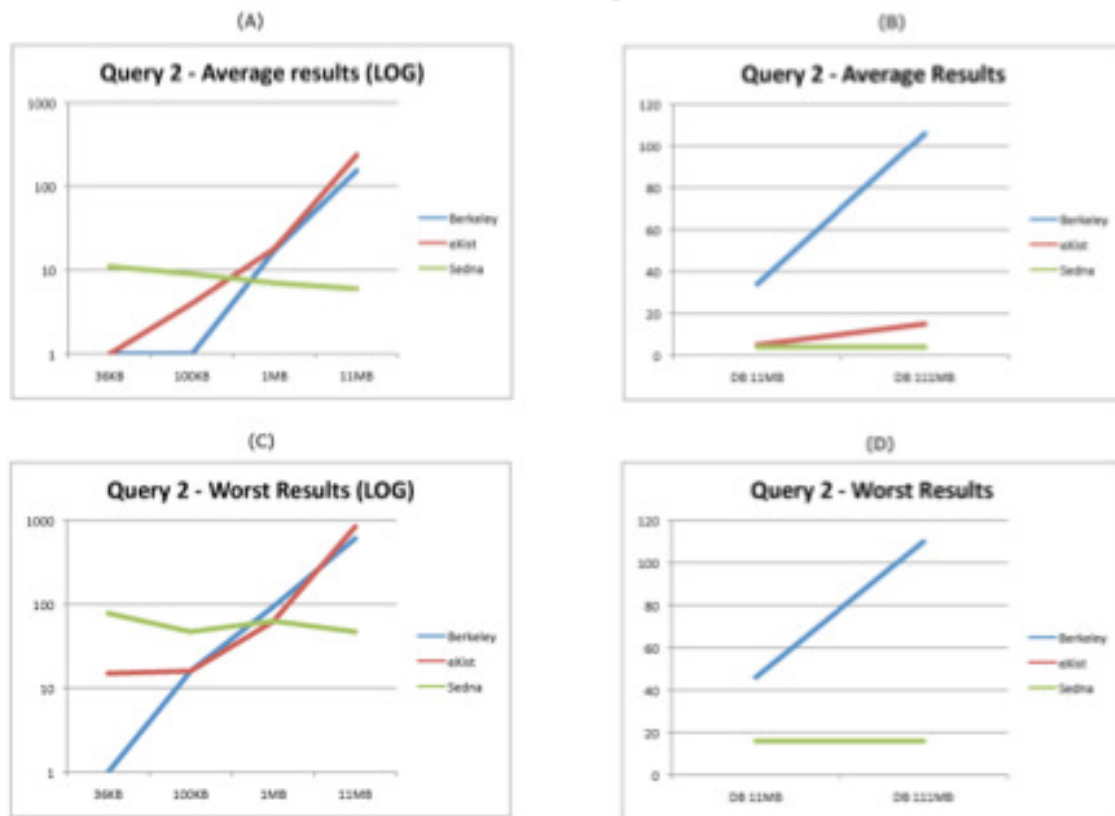 (A)
Query 2 - Average results (LOG)
1000
100
10
1
36KB 100KB 1MB 11MB
Berkeley
eXist
Sedna
(B)
Query 2 - Average Results
120
100
80
60
40
20
0
DB 11MB DB 111MB
Berkeley
eXist
Sedna
(C)
Query 2 - Worst Results (LOG)
1000
100
10
1
36KB 100KB 1MB 11MB
Berkeley
eXist
Sedna
(D)
Query 2 - Worst Results
120
100
80
60
40
20
0
DB 11MB DB 111MB
Berkeley
eXist
Sedna